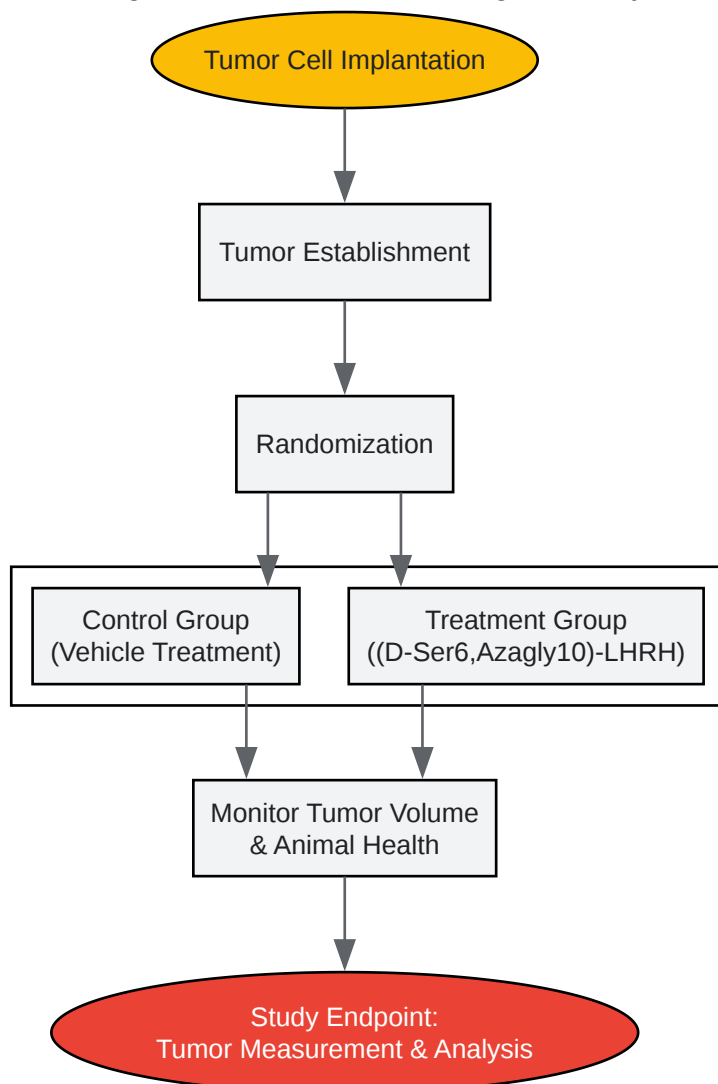 Tumor Cell Implantation
Tumor Establishment
Randomization
Control Group
(Vehicle Treatment)
Treatment Group
((D-Ser6,Azagly10)-LHRH)
Monitor Tumor Volume
& Animal Health
Study Endpoint:
Tumor Measurement & Analysis